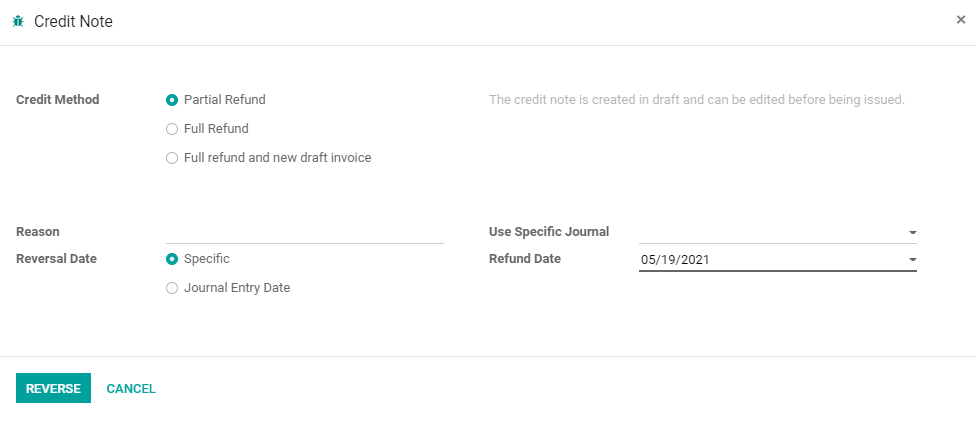 Credit Note
×
Credit Method
Partial Refund
The credit note is created in draft and can be edited before being issued.
Full Refund
Full refund and new draft invoice
Reason
Use Specific Journal
Reversal Date
Specific
Refund Date
05/19/2021
Journal Entry Date
REVERSE
CANCEL